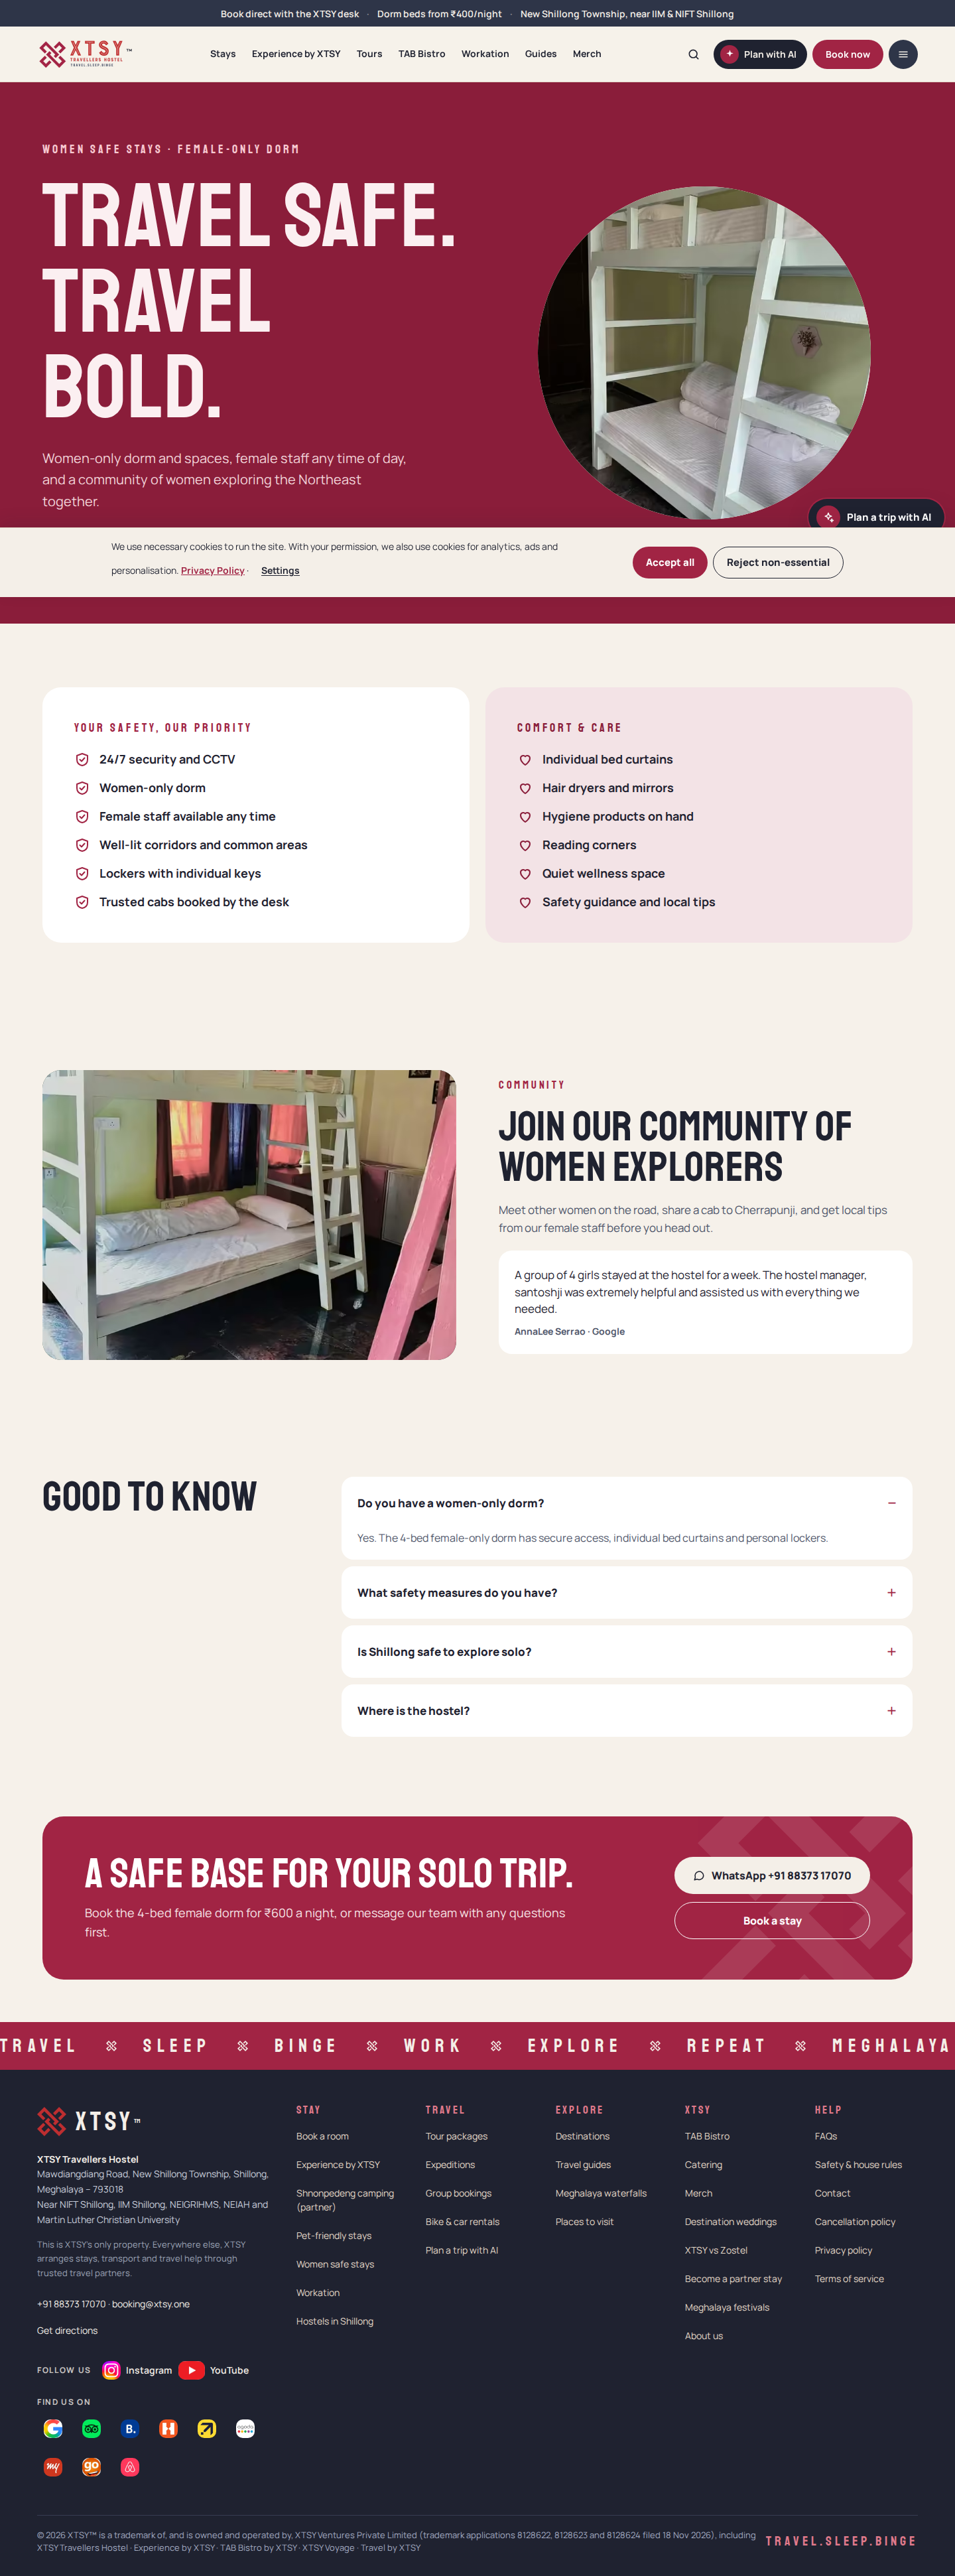 Book direct with the XTSY desk · Dorm beds from ₹400/night · New Shillong Township, near IIM & NIFT Shillong
XTSY™
TRAVELLERS HOSTEL
TRAVEL·SLEEP·BINGE
Stays Experience by XTSY Tours TAB Bistro Workation Guides Merch
Plan with AI
Book now
WOMEN SAFE STAYS · FEMALE-ONLY DORM
TRAVEL SAFE.
TRAVEL
BOLD.
Women-only dorm and spaces, female staff any time of day,
and a community of women exploring the Northeast
together.
Plan a trip with AI
We use necessary cookies to run the site. With your permission, we also use cookies for analytics, ads and
personalisation. Privacy Policy · Settings
Accept all
Reject non-essential
YOUR SAFETY, OUR PRIORITY
24/7 security and CCTV
Women-only dorm
Female staff available any time
Well-lit corridors and common areas
Lockers with individual keys
Trusted cabs booked by the desk
COMFORT & CARE
Individual bed curtains
Hair dryers and mirrors
Hygiene products on hand
Reading corners
Quiet wellness space
Safety guidance and local tips
COMMUNITY
JOIN OUR COMMUNITY OF
WOMEN EXPLORERS
Meet other women on the road, share a cab to Cherrapunji, and get local tips
from our female staff before you head out.
A group of 4 girls stayed at the hostel for a week. The hostel manager,
santoshji was extremely helpful and assisted us with everything we
needed.
AnnaLee Serrao · Google
GOOD TO KNOW
Do you have a women-only dorm?
Yes. The 4-bed female-only dorm has secure access, individual bed curtains and personal lockers.
What safety measures do you have?
Is Shillong safe to explore solo?
Where is the hostel?
A SAFE BASE FOR YOUR SOLO TRIP.
Book the 4-bed female dorm for ₹600 a night, or message our team with any questions
first.
WhatsApp +91 88373 17070
Book a stay
TRAVEL SLEEP BINGE WORK EXPLORE REPEAT MEGHALAYA
XTSY™
XTSY Travellers Hostel
Mawdiangdiang Road, New Shillong Township, Shillong,
Meghalaya – 793018
Near NIFT Shillong, IIM Shillong, NEIGRIHMS, NEIAH and
Martin Luther Christian University
This is XTSY's only property. Everywhere else, XTSY
arranges stays, transport and travel help through
trusted travel partners.
+91 88373 17070 · booking@xtsy.one
Get directions
FOLLOW US Instagram YouTube
FIND US ON
B.
H
agoda
my
go
STAY
Book a room
Experience by XTSY
Shnonpedeng camping
(partner)
Pet-friendly stays
Women safe stays
Workation
Hostels in Shillong
TRAVEL
Tour packages
Expeditions
Group bookings
Bike & car rentals
Plan a trip with AI
EXPLORE
Destinations
Travel guides
Meghalaya waterfalls
Places to visit
XTSY
TAB Bistro
Catering
Merch
Destination weddings
XTSY vs Zostel
Become a partner stay
Meghalaya festivals
About us
HELP
FAQs
Safety & house rules
Contact
Cancellation policy
Privacy policy
Terms of service
© 2026 XTSY™ is a trademark of, and is owned and operated by, XTSY Ventures Private Limited (trademark applications 8128622, 8128623 and 8128624 filed 18 Nov 2026), including
XTSY Travellers Hostel · Experience by XTSY · TAB Bistro by XTSY · XTSY Voyage · Travel by XTSY
TRAVEL.SLEEP.BINGE